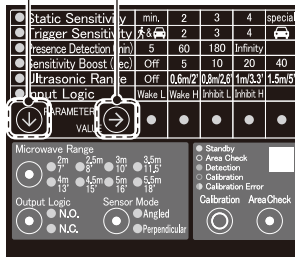 Static Sensitivity min. 2 3 4 special
Trigger Sensitivity &
Presence Detection (min) 5 60 180 Infinity
Sensitivity Boost (sec) Off 5 10 20 40
Ultrasonic Range Off 0,6m/2' 0,8m/2,6' 1m/3.3' 1.5m/5'
Input Logic Wake L Wake H Inhibit L Inhibit H
PARAMETER
VALUE
Microwave Range
2m 2,5m 3m 3,5m
7' 8' 10' 11,5'
4m 4,5m 5m 5,5m
13' 15' 16' 18'
Output Logic Sensor Mode
N.O. Angled
N.C. Perpendicular
Standby
Area Check
Detection
Calibration
Calibration Error
Calibration Area Check